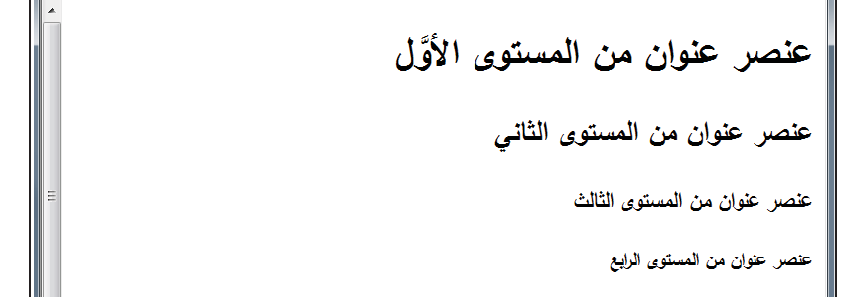 عنصر عنوان من المستوى الأوَّل
عنصر عنوان من المستوى الثاني
عنصر عنوان من المستوى الثالث
عنصر عنوان من المستوى الرابع